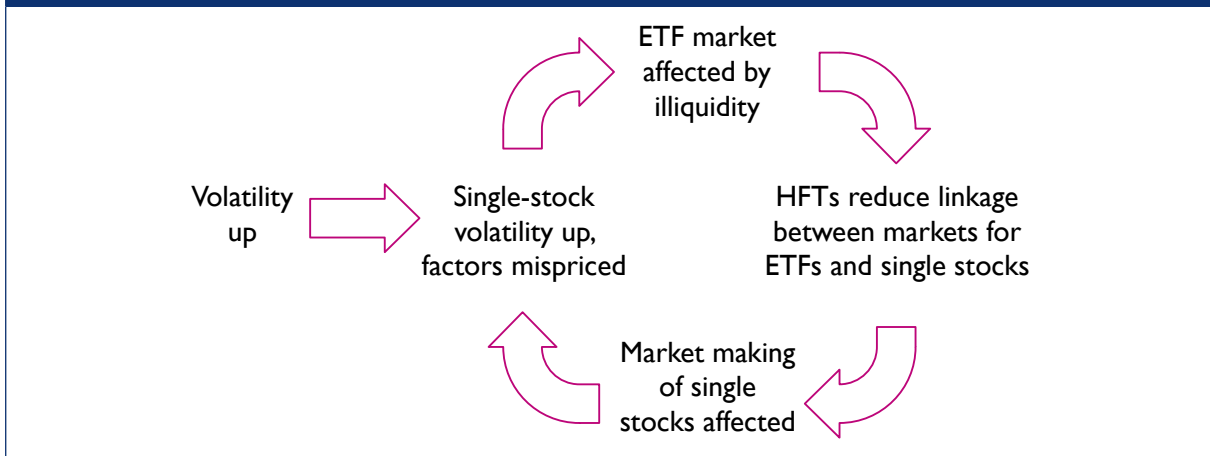 ETF market
affected by
illiquidity
Volatility
up
Single-stock
volatility up,
factors mispriced
HFTs reduce linkage
between markets for
ETFs and single stocks
Market making
of single
stocks affected